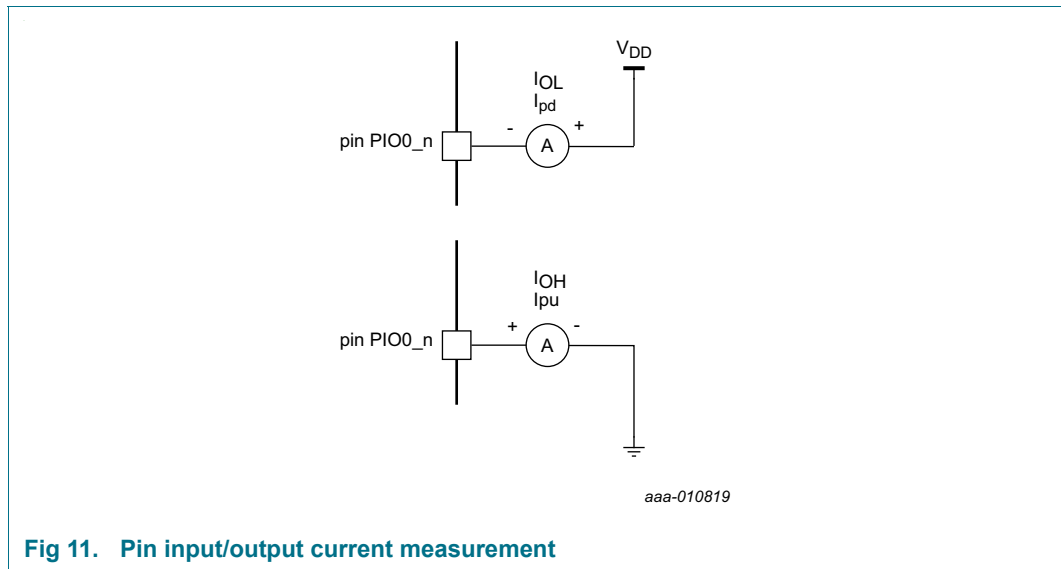 VDD
IOL
Ipd
- +
pin PIO0_n A
IOH
Ipu
+ -
pin PIO0_n A
aaa-010819
Fig 11. Pin input/output current measurement